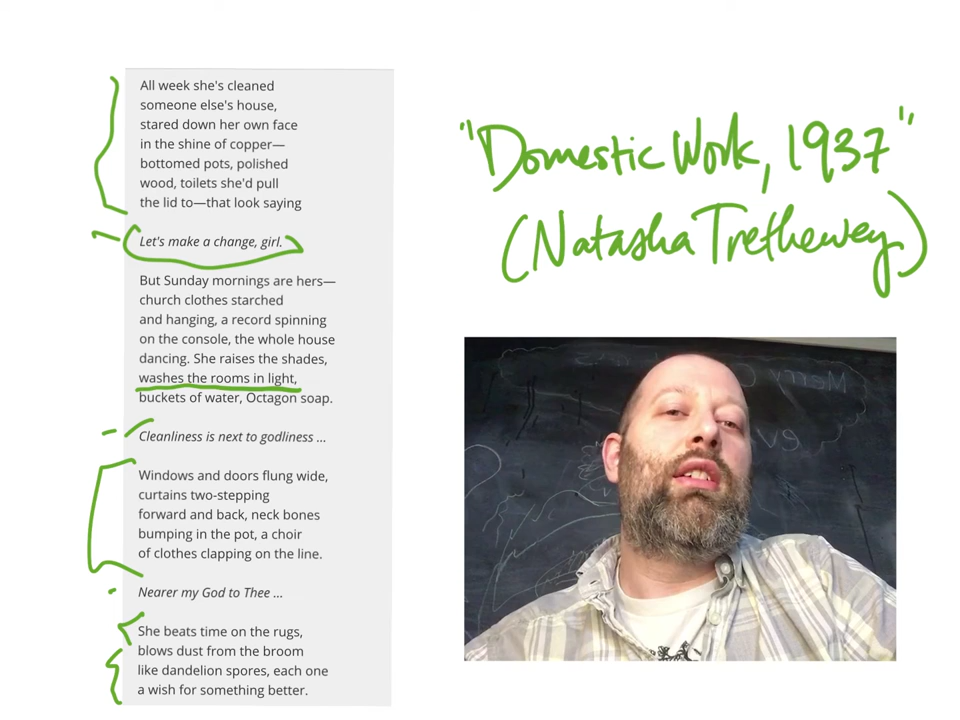 All week she's cleaned
someone else's house,
stared down her own face
in the shine of copper—
bottomed pots, polished
wood, toilets she'd pull
the lid to—that look saying
Let's make a change, girl.
But Sunday mornings are hers—
church clothes starched
and hanging, a record spinning
on the console, the whole house
dancing. She raises the shades,
washes the rooms in light,
buckets of water, Octagon soap.
Cleanliness is next to godliness ...
Windows and doors flung wide,
curtains two-stepping
forward and back, neck bones
bumping in the pot, a choir
of clothes clapping on the line.
Nearer my God to Thee ...
She beats time on the rugs,
blows dust from the broom
like dandelion spores, each one
a wish for something better.
"Domestic Work, 1937"
(Natasha Trethewey)
Merry